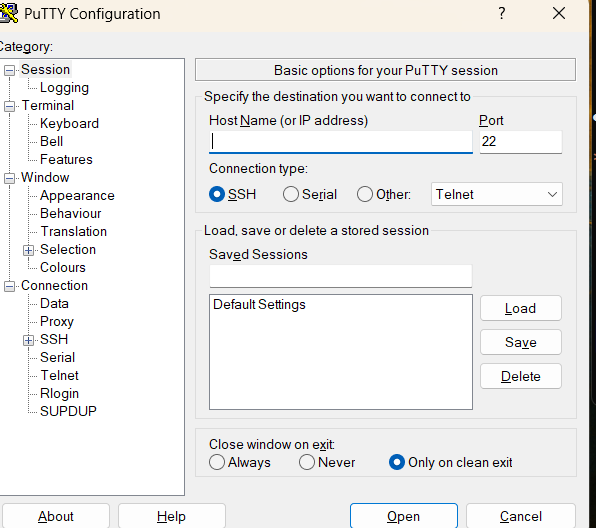 PuTTY Configuration
Category:
Session
Logging
Terminal
Keyboard
Bell
Features
Window
Appearance
Behaviour
Translation
Selection
Colours
Connection
Data
Proxy
SSH
Serial
Telnet
Rlogin
SUPDUP
Basic options for your PuTTY session
Specify the destination you want to connect to
Host Name (or IP address) Port
22
Connection type:
SSH Serial Other: Telnet
Load, save or delete a stored session
Saved Sessions
Default Settings
Load
Save
Delete
Close window on exit:
Always Never Only on clean exit
About Help Open Cancel